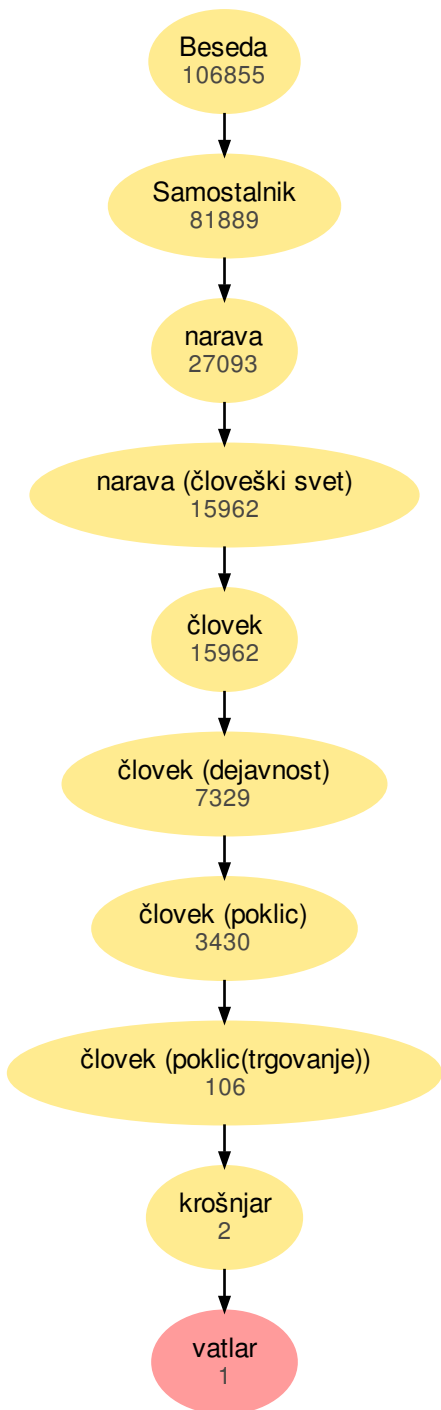 Beseda
106855
Samostalnik
81889
narava
27093
narava (človeški svet)
15962
človek
15962
človek (dejavnost)
7329
človek (poklic)
3430
človek (poklic(trgovanje))
106
krošnjar
2
vatlar
1